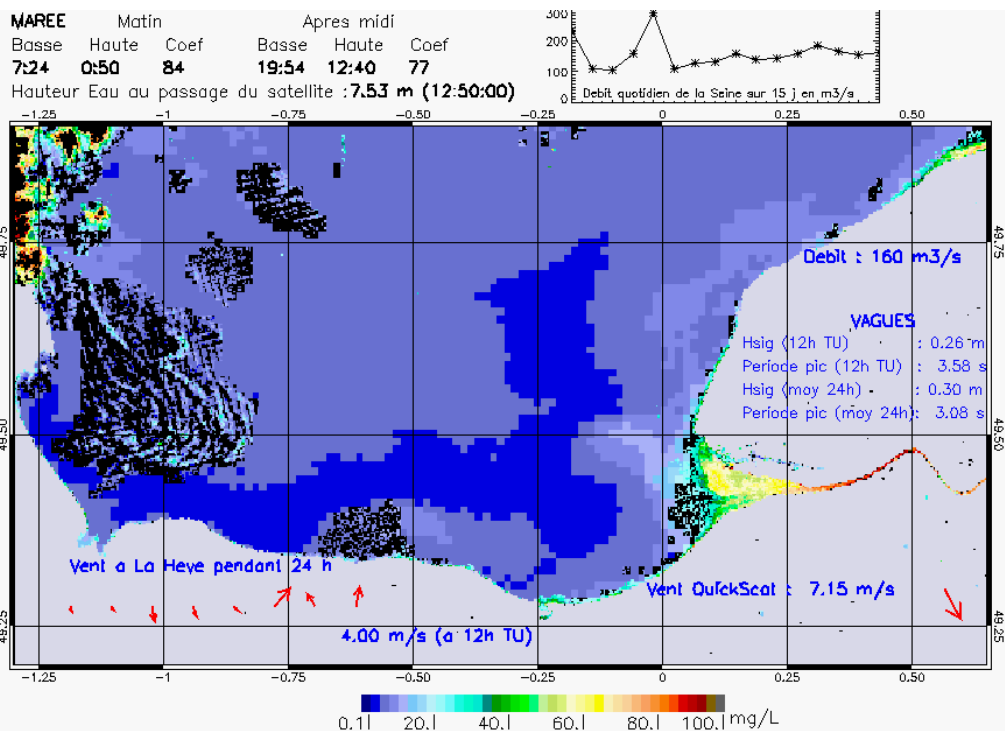 MAREE Matin Apres midi
Basse Haute Coef Basse Haute Coef
7:24 0:50 84 19:54 12:40 77
Hauteur Eau au passage du satellite : 7.53 m (12:50:00)
300
200
100
0
Debit quotidien de la Seine sur 15 j en m3/s
-1.25 -1 -0.75 -0.50 -0.25 0 0.25 0.50
49.75 49.75
Debit : 160 m3/s
VAGUES
Hsig (12h TU) : 0.26 m
Periode pic (12h TU) : 3.58 s
Hsig (moy 24h) : 0.30 m
Periode pic (moy 24h): 3.08 s
49.50 49.50
Vent a La Heve pendant 24 h
Vent QuickScat : 7.15 m/s
49.25 49.25
4.00 m/s (a 12h TU)
-1.25 -1 -0.75 -0.50 -0.25 0 0.25 0.50
0.1 20.1 40.1 60.1 80.1 100.1 mg/L